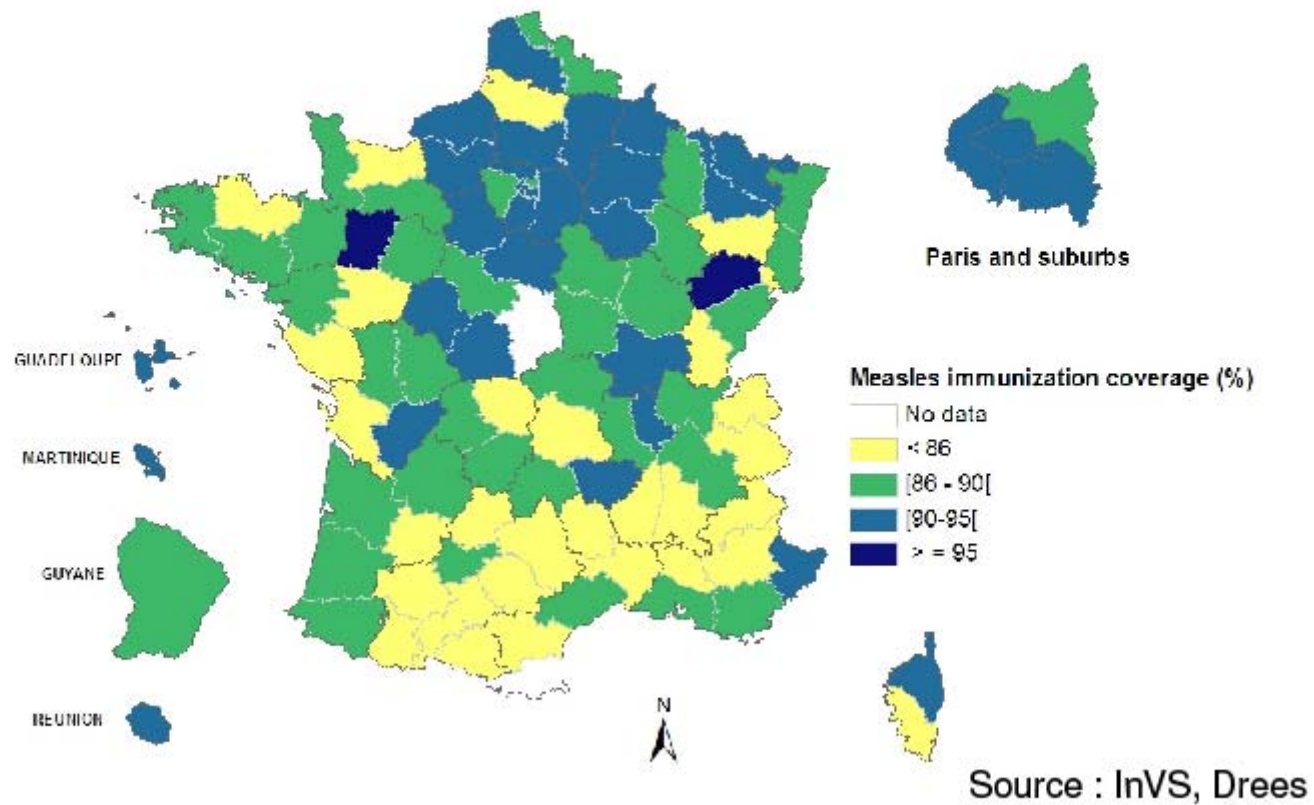 Paris and suburbs
GUADELOUPE
MARTINIQUE
GUYANE
REUNION
Measles immunization coverage (%)
No data
< 86
[86 - 90[
[90-95[
> = 95
N
Source : InVS, Drees